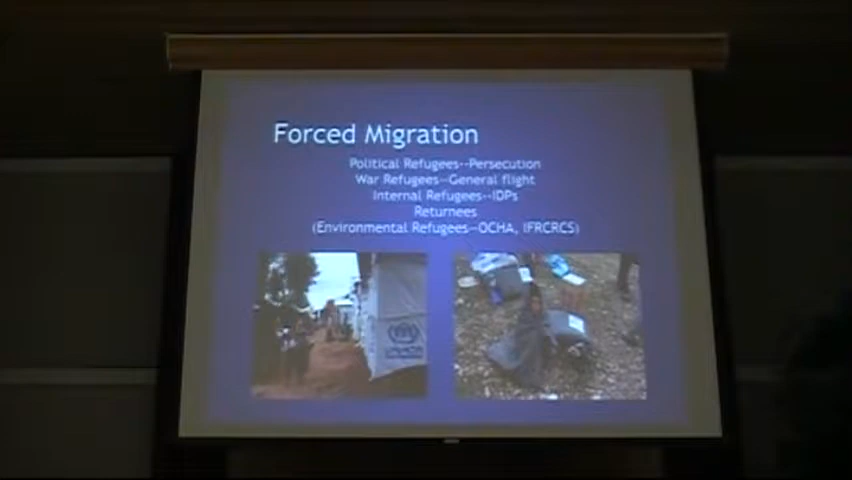 Forced Migration
Political Refugees--Persecution
War Refugees--General flight
Internal Refugees--IDPs
Returnees
(Environmental Refugees--OCHA, IFRCRCS)